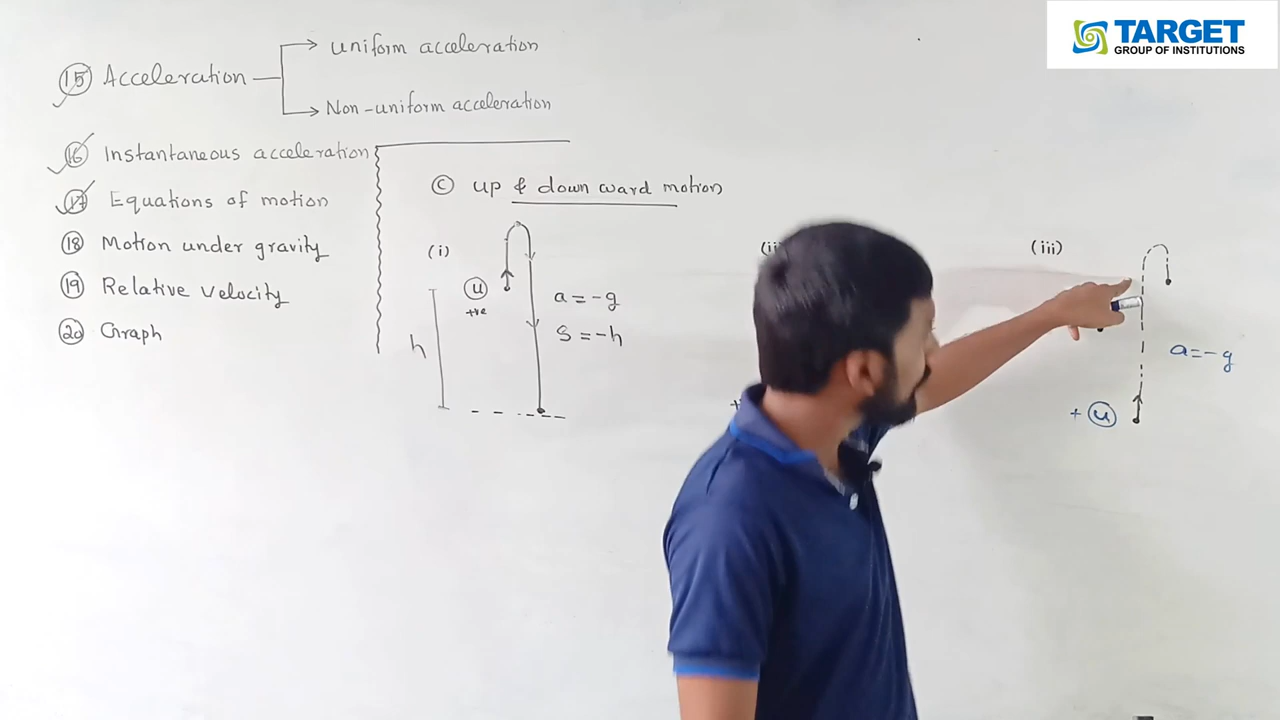 TARGET
GROUP OF INSTITUTIONS
15 Acceleration
uniform acceleration
Non-uniform acceleration
16 Instantaneous acceleration
17 Equations of motion
18 Motion under gravity
19 Relative velocity
20 Graph
C up & down ward motion
(i)
u
+ve
a = -g
S = -h
h
(iii)
a = -g
+ u